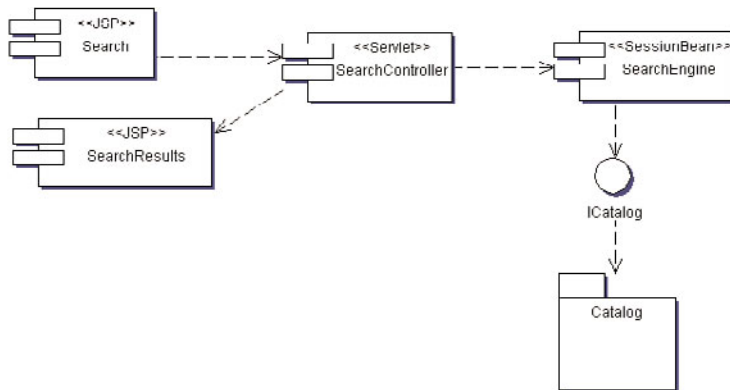 <<JSP>>
Search
<<Servlet>>
SearchController
<<SessionBean>>
SearchEngine
<<JSP>>
SearchResults
ICatalog
Catalog